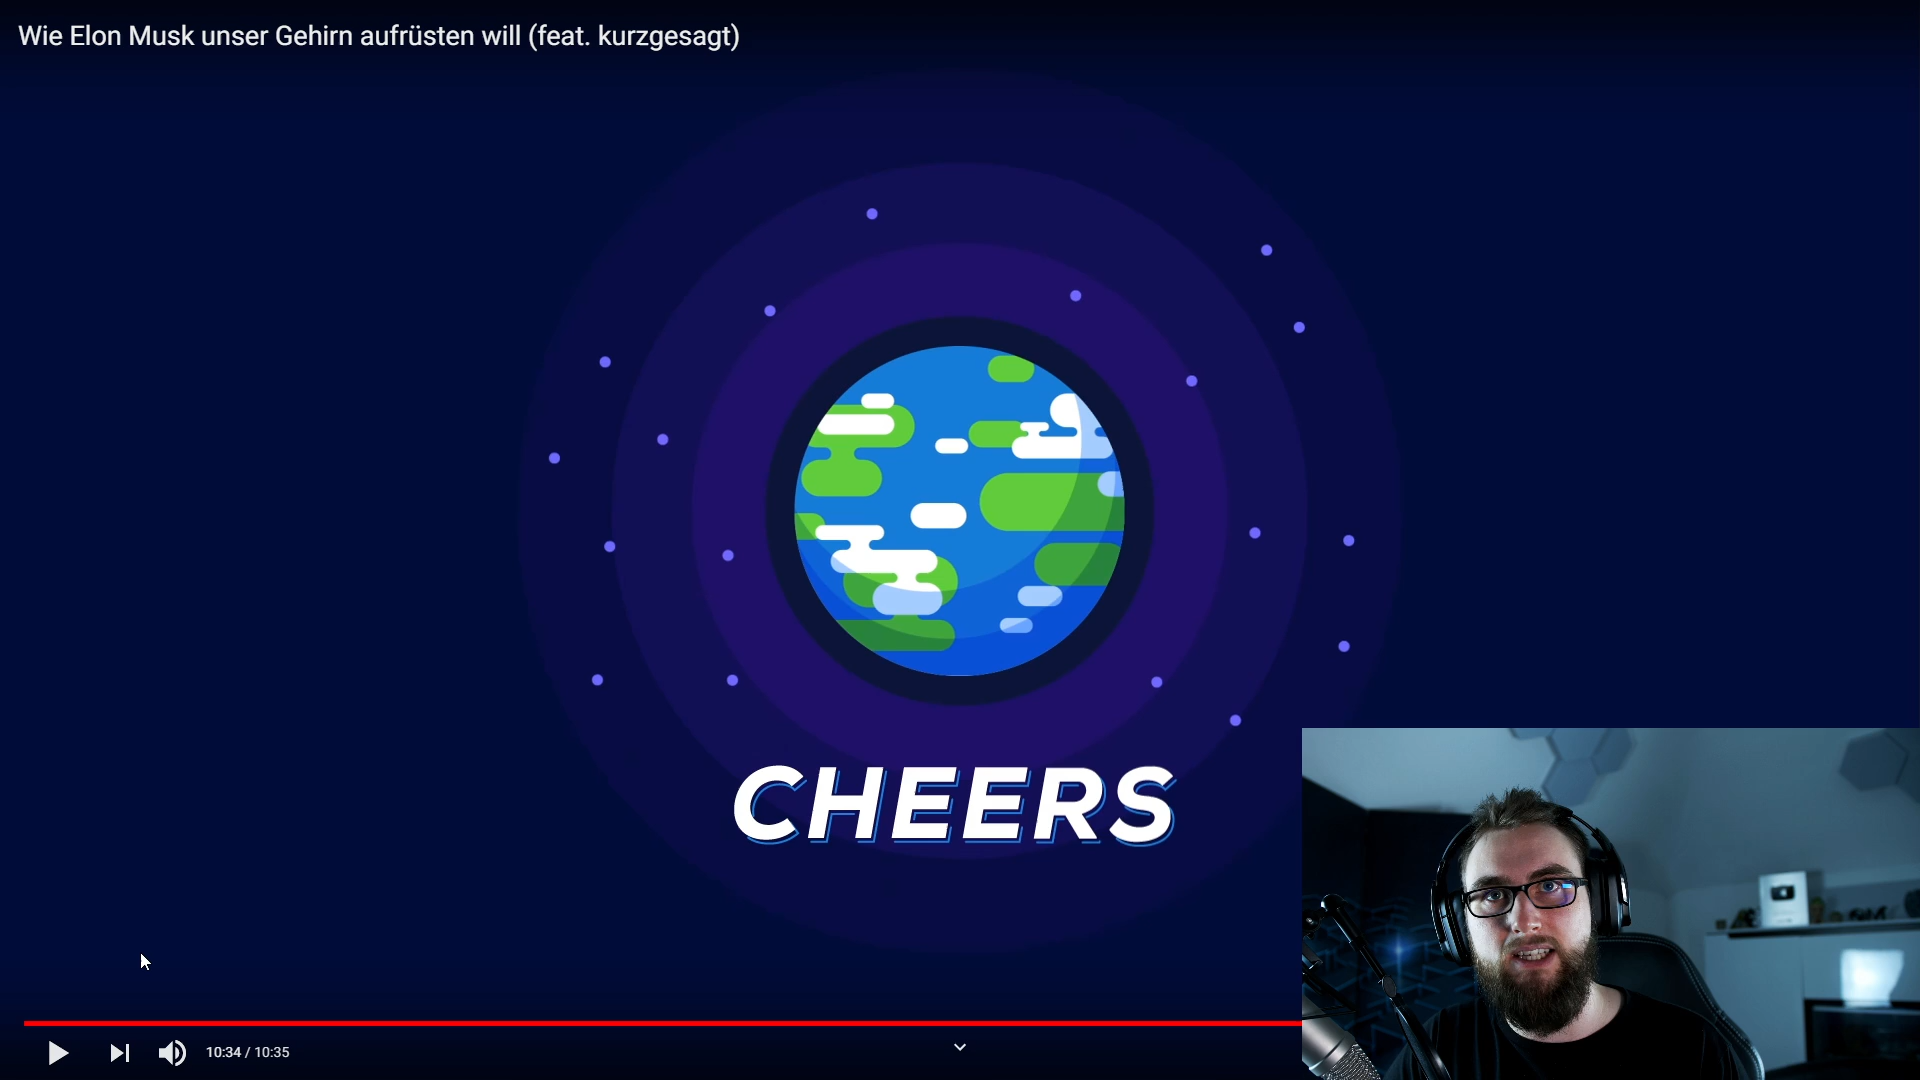 Wie Elon Musk unser Gehirn aufrüsten will (feat. kurzgesagt)
CHEERS
10:34 / 10:35